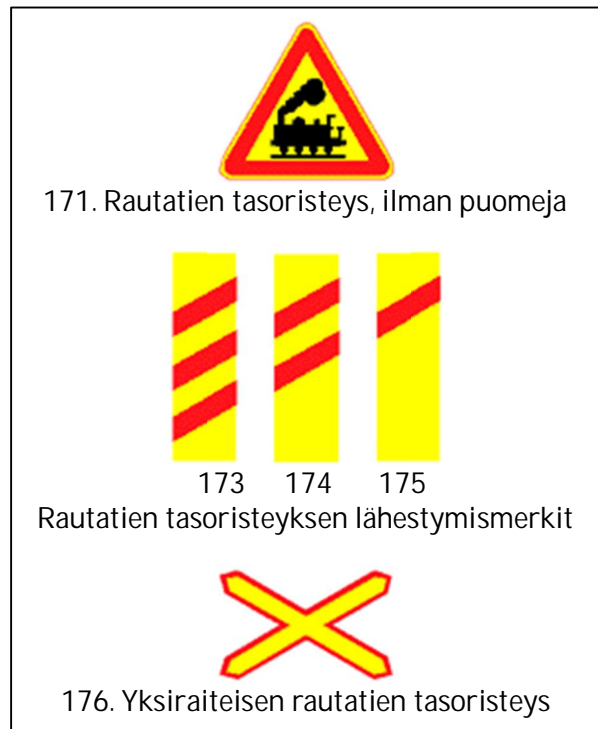 171. Rautatien tasoristeys, ilman puomeja
173 174 175
Rautatien tasoristeyksen lähestymismerkit
176. Yksiraiteisen rautatien tasoristeys